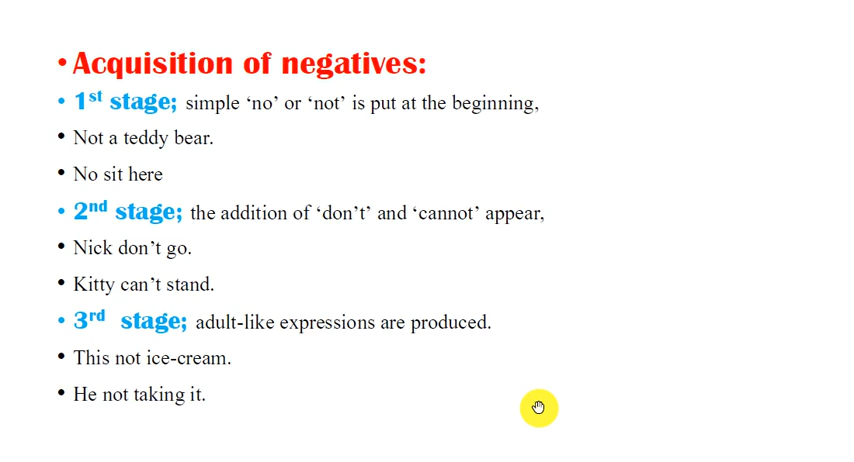 • Acquisition of negatives:
• 1st stage; simple ‘no’ or ‘not’ is put at the beginning,
• Not a teddy bear.
• No sit here
• 2nd stage; the addition of ‘don’t’ and ‘cannot’ appear,
• Nick don’t go.
• Kitty can’t stand.
• 3rd stage; adult-like expressions are produced.
• This not ice-cream.
• He not taking it.